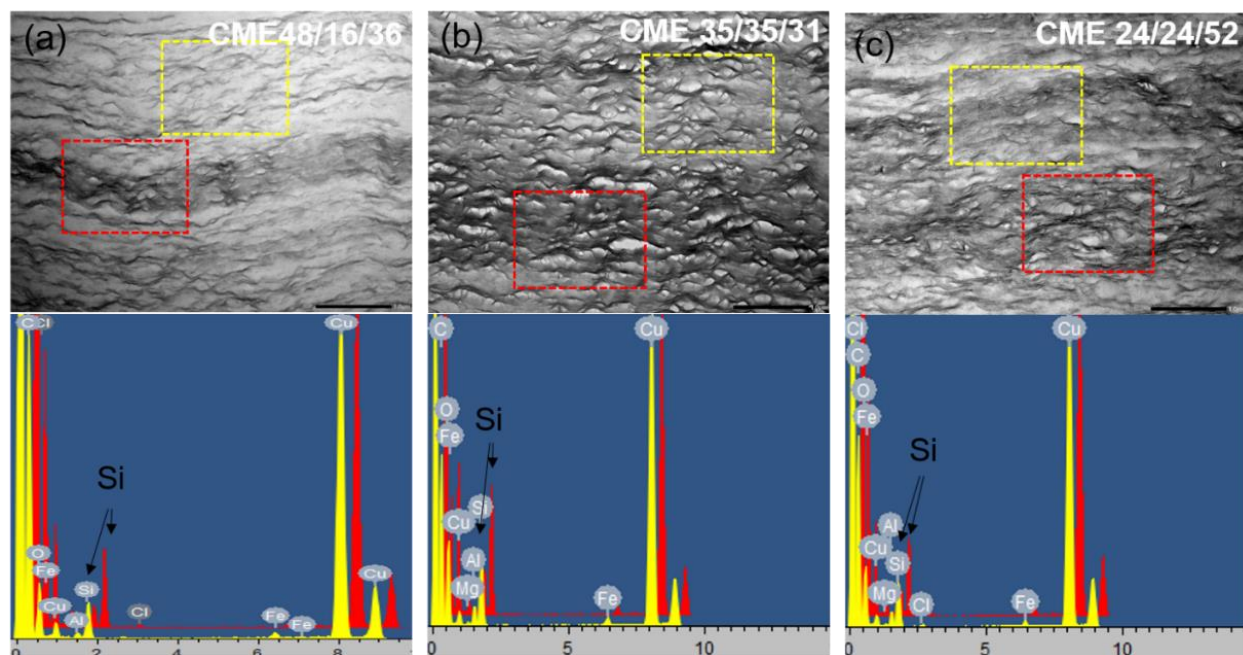 (a)
CME48/16/36
(b)
CME 35/35/31
(c)
CME 24/24/52
C Cl
Cu
Si
O
Fe
Cu
Al
Si
Cl
Fe
Fe
Cu
0 2 4 6 8
C
Cu
O
Fe
Si
Cu
Si
Al
Mg
Fe
0 5 10
Cl
C
Cu
O
Fe
Si
Al
Cu
Si
Mg
Cl
Fe
0 5 10